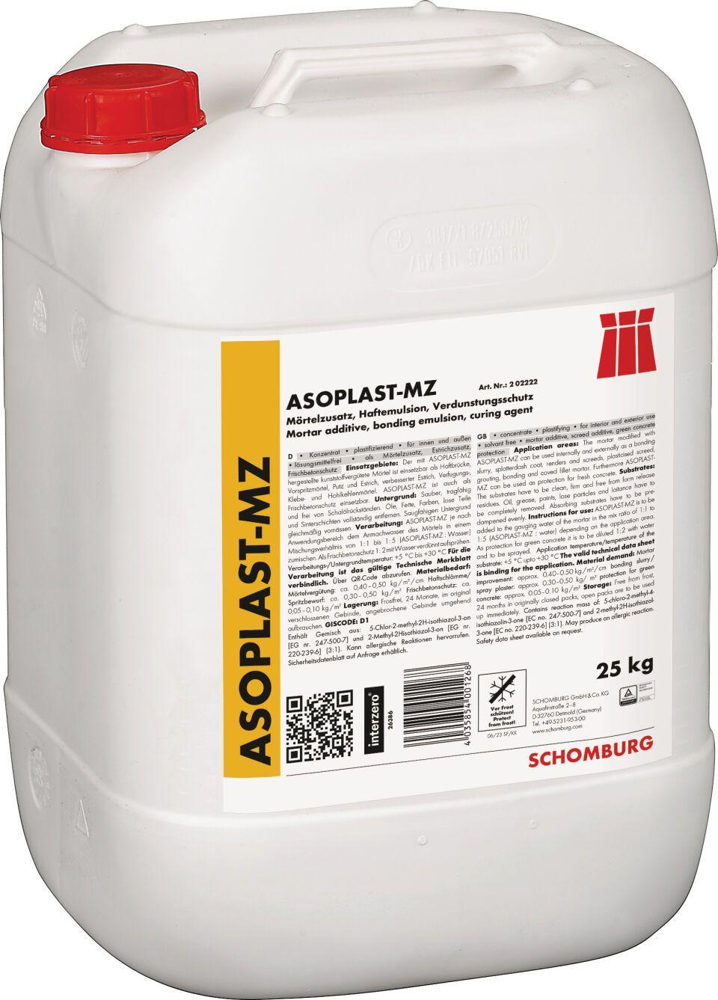 3H1/X1.8/250/02
/DK E11-97051 RVI
ASOPLAST-MZ
ASOPLAST-MZ
Art. Nr.: 2 02222
Mörtelzusatz, Haftemulsion, Verdunstungsschutz
Mortar additive, bonding emulsion, curing agent
D • Konzentrat • plastifizierend • für innen und außen
• lösungsmittelfrei • als Mörtelzusatz, Estrichzusatz,
Frischbetonschutz Einsatzgebiete: Der mit ASOPLAST-MZ
hergestellte kunststoffvergütete Mörtel ist einsetzbar als Haftbrücke,
Vorspritzmörtel, Putz und Estrich, verbesserter Estrich, Verfugungs-,
Klebe- und Hohlkehlenmörtel. ASOPLAST-MZ ist auch als
Frischbetonschutz einsetzbar. Untergrund: Sauber, tragfähig
und frei von Schalölrückständen. Öle, Fette, Farben, lose Teile
und Sinterschichten vollständig entfernen. Saugfähigen Untergrund
gleichmäßig vornässen. Verarbeitung: ASOPLAST-MZ je nach
Anwendungsbereich dem Anmachwasser des Mörtels in einem
Mischungsverhältnis von 1:1 bis 1:5 (ASOPLAST-MZ : Wasser)
zumischen. Als Frischbetonschutz 1: 2 mit Wasser verdünnt aufsprühen.
Verarbeitungs-/Untergrundtemperatur: +5 °C bis +30 °C Für die
Verarbeitung ist das gültige Technische Merkblatt
verbindlich. Über QR-Code abzurufen. Materialbedarf:
Mörtelvergütung: ca. 0,40–0,50 kg/m²/cm Haftschlämme/
Spritzbewurf: ca. 0,30–0,50 kg/m² Frischbetonschutz: ca.
0,05–0,10 kg/m² Lagerung: Frostfrei, 24 Monate, im original
verschlossenen Gebinde, angebrochene Gebinde umgehend
aufbrauchen. GISCODE: D1
Enthält Gemisch aus: 5-Chlor-2-methyl-2H-isothiazol-3-on
[EG nr. 247-500-7] und 2-Methyl-2Hisothiazol-3-on [EG nr.
220-239-6] (3:1). Kann allergische Reaktionen hervorrufen.
Sicherheitsdatenblatt auf Anfrage erhältlich.
GB • concentrate • plastifying • for interior and exterior use
• solvent free • mortar additive, screed additive, green concrete
protection Application areas: The mortar modified with
ASOPLAST-MZ can be used internally and externally as a bonding
slurry, splatterdash coat, renders and screeds, plasticised screed,
grouting, bonding and coved fillet mortar. Furthermore ASOPLAST-
MZ can be used as protection for fresh concrete. Substrates:
The substrates have to be clean, firm and free from form release
residues. Oil, grease, paints, lose particles and laitance have to
be completely removed. Absorbing substrates have to be pre-
dampened evenly. Instructions for use: ASOPLAST-MZ is to be
added to the gauging water of the mortar in the mix ratio of 1:1 to
1:5 (ASOPLAST-MZ : water) depending on the application area.
As protection for green concrete it is to be diluted 1:2 with water
and to be sprayed. Application temperature/temperature of the
substrate: +5 °C upto +30 °C The valid technical data sheet
is binding for the application. Material demand: Mortar
improvement: approx. 0.40-0.50 kg/m²/cm bonding slurry/
spray plaster: approx. 0.30-0.50 kg/ m² protection for green
concrete: approx. 0.05-0.10 kg/ m² Storage: Free from frost,
24 months in originally closed packs, open packs are to be used
up immediately. Contains reaction mass of: 5-chloro-2-methyl-4-
isothiazolin-3-one [EC no. 247-500-7] and 2-methyl-2H-isothiazol-
3-one [EC no. 220-239-6] (3:1). May produce an allergic reaction.
Safety data sheet available on request.
25 kg
interzero®
26386
4 035854 001268
Vor Frost
schützen!
Protect
from frost!
06/23 SF/KK
SCHOMBURG GmbH & Co. KG
Aquafinstraße 2–8
D-32760 Detmold (Germany)
Tel. +49-5231-953-00
www.schomburg.com
SCHOMBURG